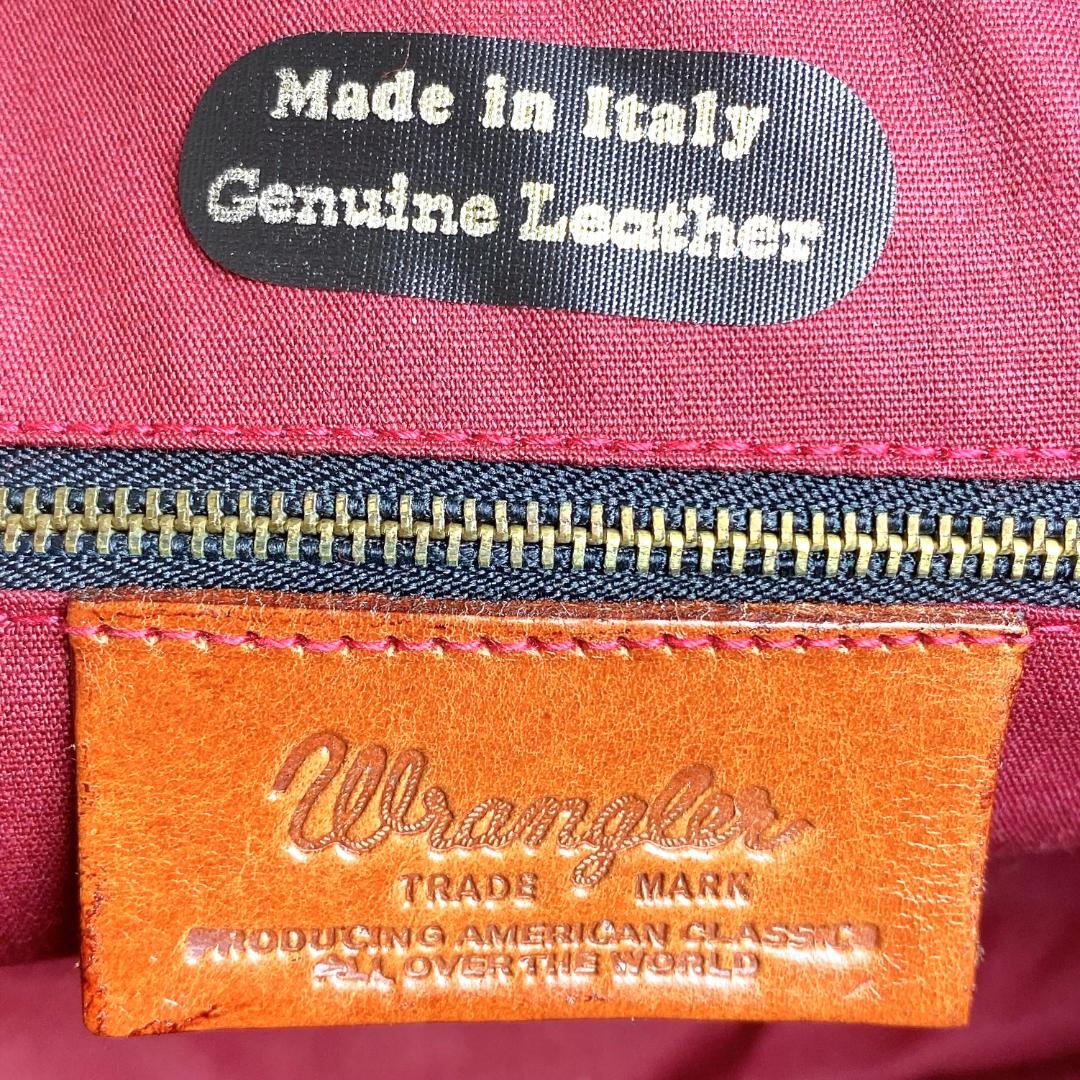 Made in Italy
Genuine Leather
Wrangler
TRADE MARK
PRODUCING AMERICAN CLASSICS
ALL OVER THE WORLD